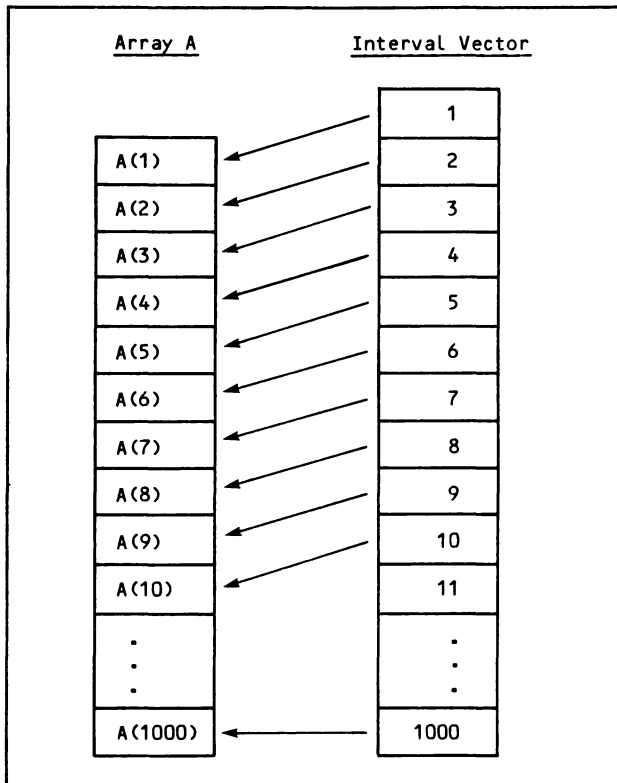 Array A
Interval Vector
1
A(1)
2
A(2)
3
A(3)
4
A(4)
5
A(5)
6
A(6)
7
A(7)
8
A(8)
9
A(9)
10
A(10)
11
.
.
.
.
.
.
A(1000)
1000